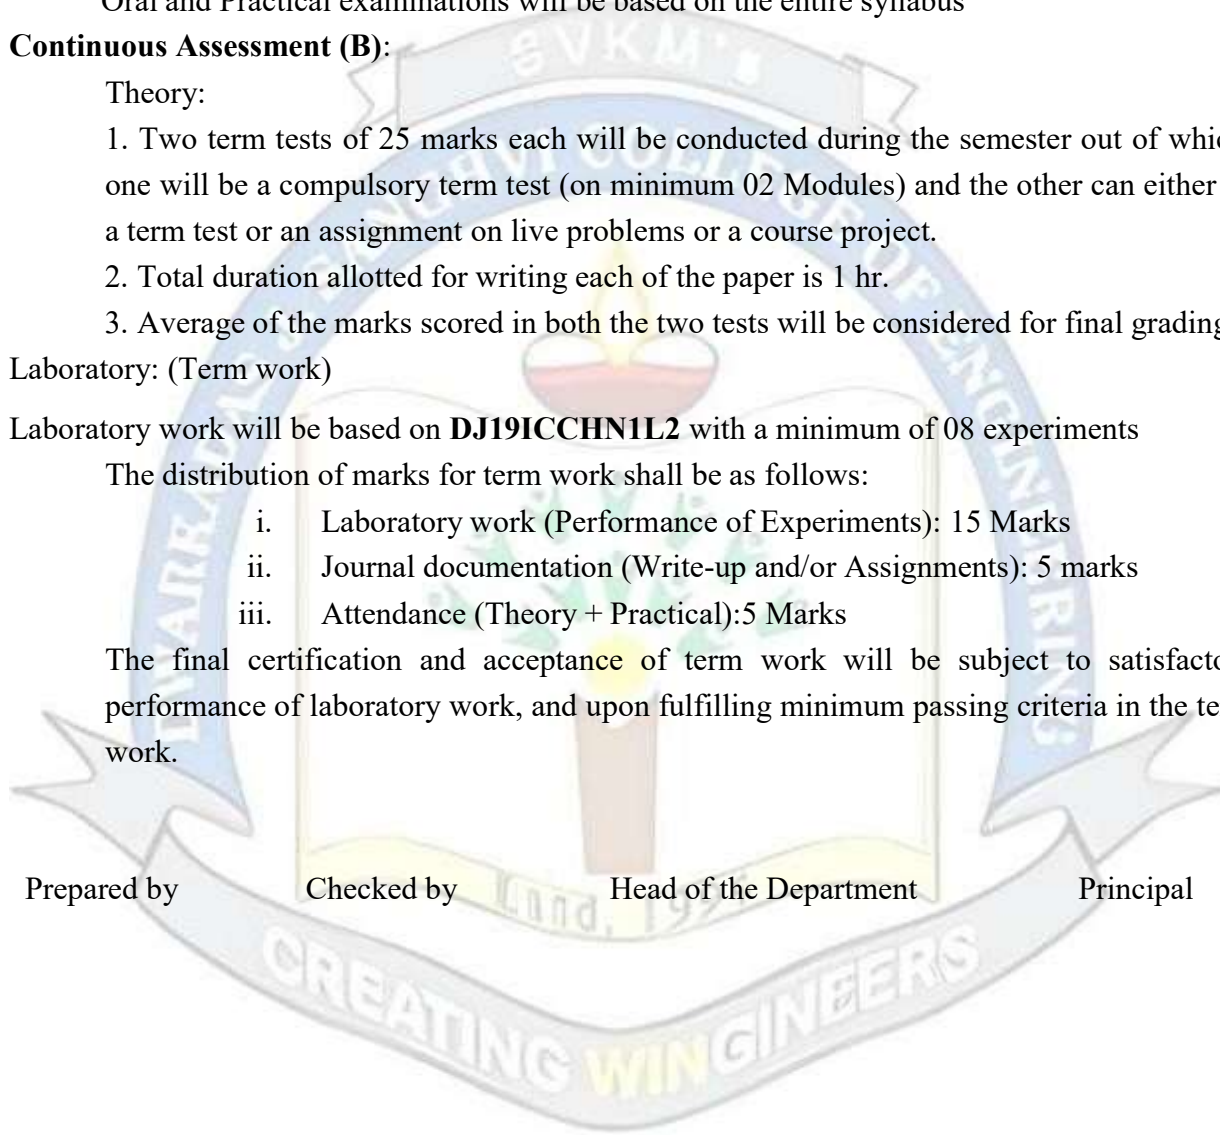 Oral and Practical examinations will be based on the entire syllabus
Continuous Assessment (B):
Theory:
1. Two term tests of 25 marks each will be conducted during the semester out of whic
one will be a compulsory term test (on minimum 02 Modules) and the other can either
a term test or an assignment on live problems or a course project.
2. Total duration allotted for writing each of the paper is 1 hr.
3. Average of the marks scored in both the two tests will be considered for final grading
Laboratory: (Term work)
Laboratory work will be based on DJ19ICCHN1L2 with a minimum of 08 experiments
The distribution of marks for term work shall be as follows:
i. Laboratory work (Performance of Experiments): 15 Marks
ii. Journal documentation (Write-up and/or Assignments): 5 marks
iii. Attendance (Theory + Practical):5 Marks
The final certification and acceptance of term work will be subject to satisfacto
performance of laboratory work, and upon fulfilling minimum passing criteria in the te
work.
Prepared by Checked by Head of the Department Principal
SVKM's
DWARKADAS J. SANGHVI COLLEGE OF ENGINEERING
CREATING WINGINEERS